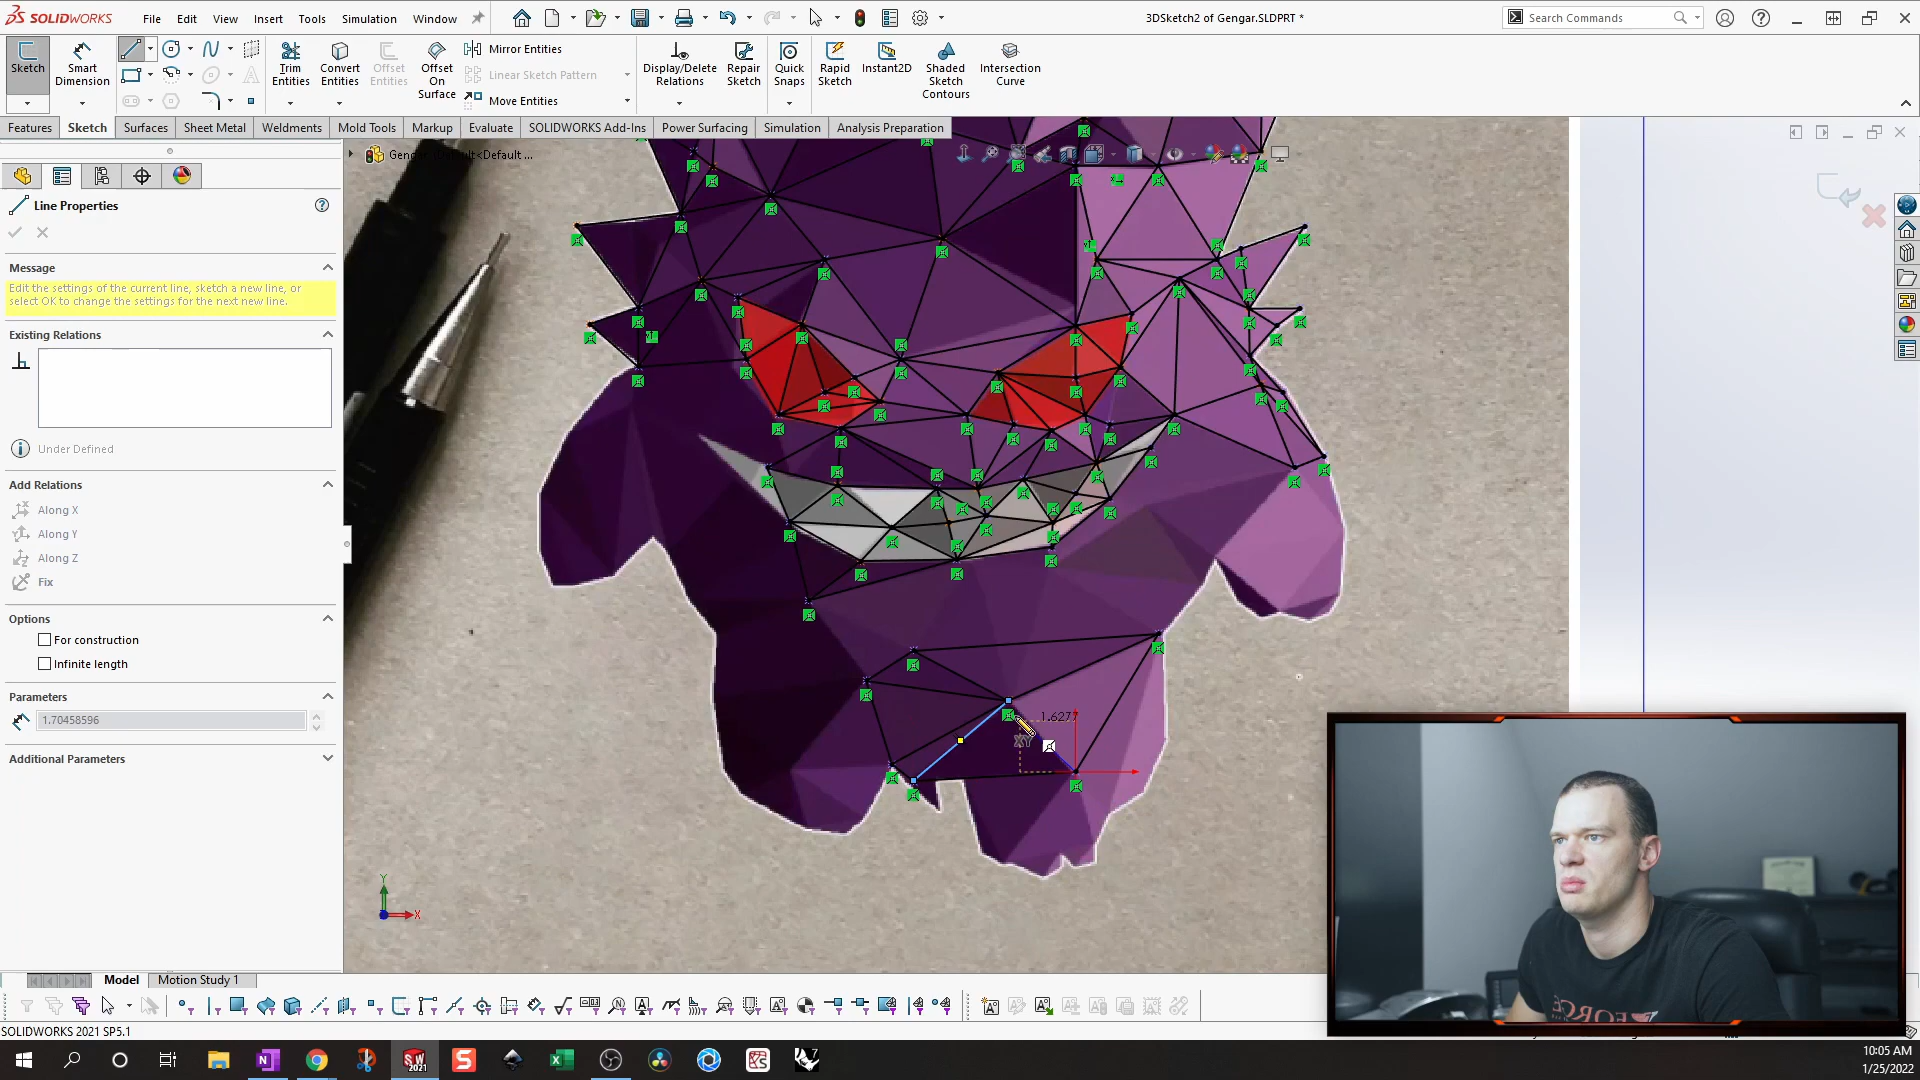 SOLIDWORKS
File Edit View Insert Tools Simulation Window
3DSketch2 of Gengar.SLDPRT *
Search Commands
Sketch
Smart Dimension
Trim Entities
Convert Entities
Offset Entities
Offset On Surface
Mirror Entities
Linear Sketch Pattern
Move Entities
Display/Delete Relations
Repair Sketch
Quick Snaps
Rapid Sketch
Instant2D
Shaded Sketch Contours
Intersection Curve
Features Sketch Surfaces Sheet Metal Weldments Mold Tools Markup Evaluate SOLIDWORKS Add-Ins Power Surfacing Simulation Analysis Preparation
Line Properties
Message
Edit the settings of the current line, sketch a new line, or
select OK to change the settings for the next new line.
Existing Relations
Under Defined
Add Relations
Along X
Along Y
Along Z
Fix
Options
For construction
Infinite length
Parameters
1.70458596
Additional Parameters
1.6277
XY
Y
X
Model Motion Study 1
SOLIDWORKS 2021 SP5.1
10:05 AM
1/25/2022